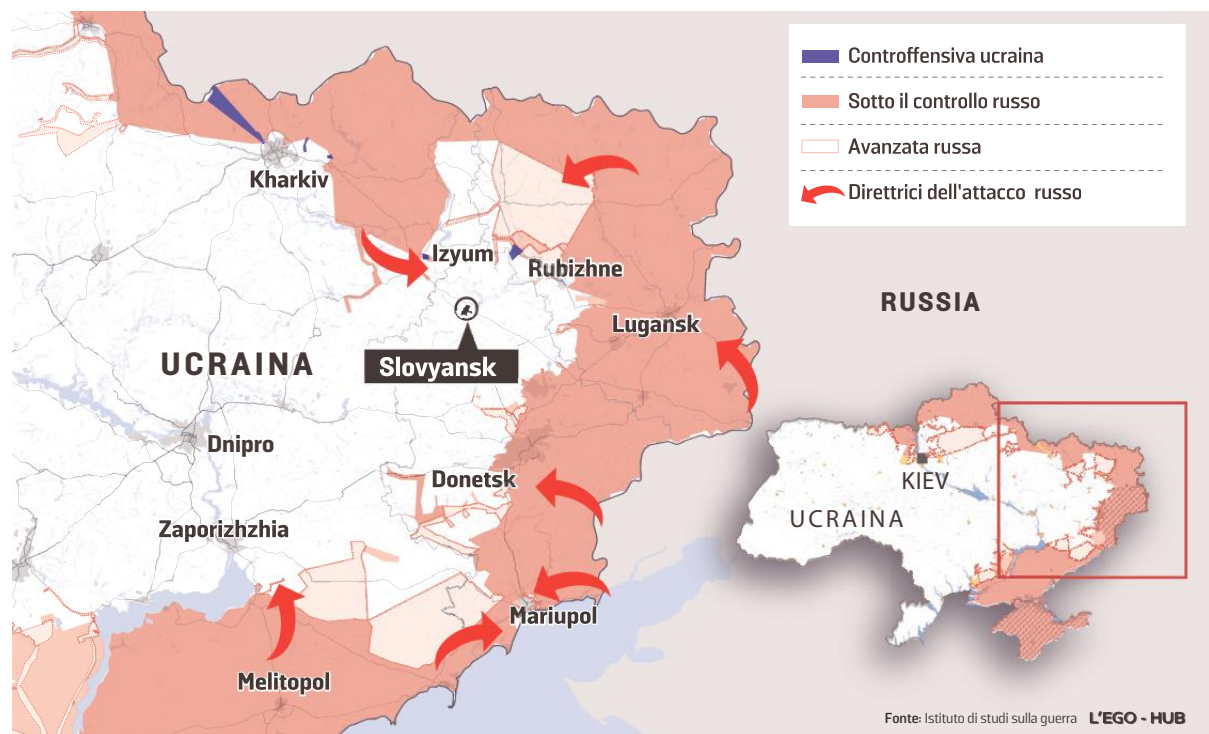 Controffensiva ucraina
Sotto il controllo russo
Avanzata russa
Direttrici dell'attacco russo
Kharkiv
Izyum
Rubizhne
RUSSIA
Lugansk
UCRAINA
Slovyansk
Dnipro
Donetsk
KIEV
UCRAINA
Zaporizhzhia
Mariupol
Melitopol
Fonte: Istituto di studi sulla guerra L'EGO - HUB